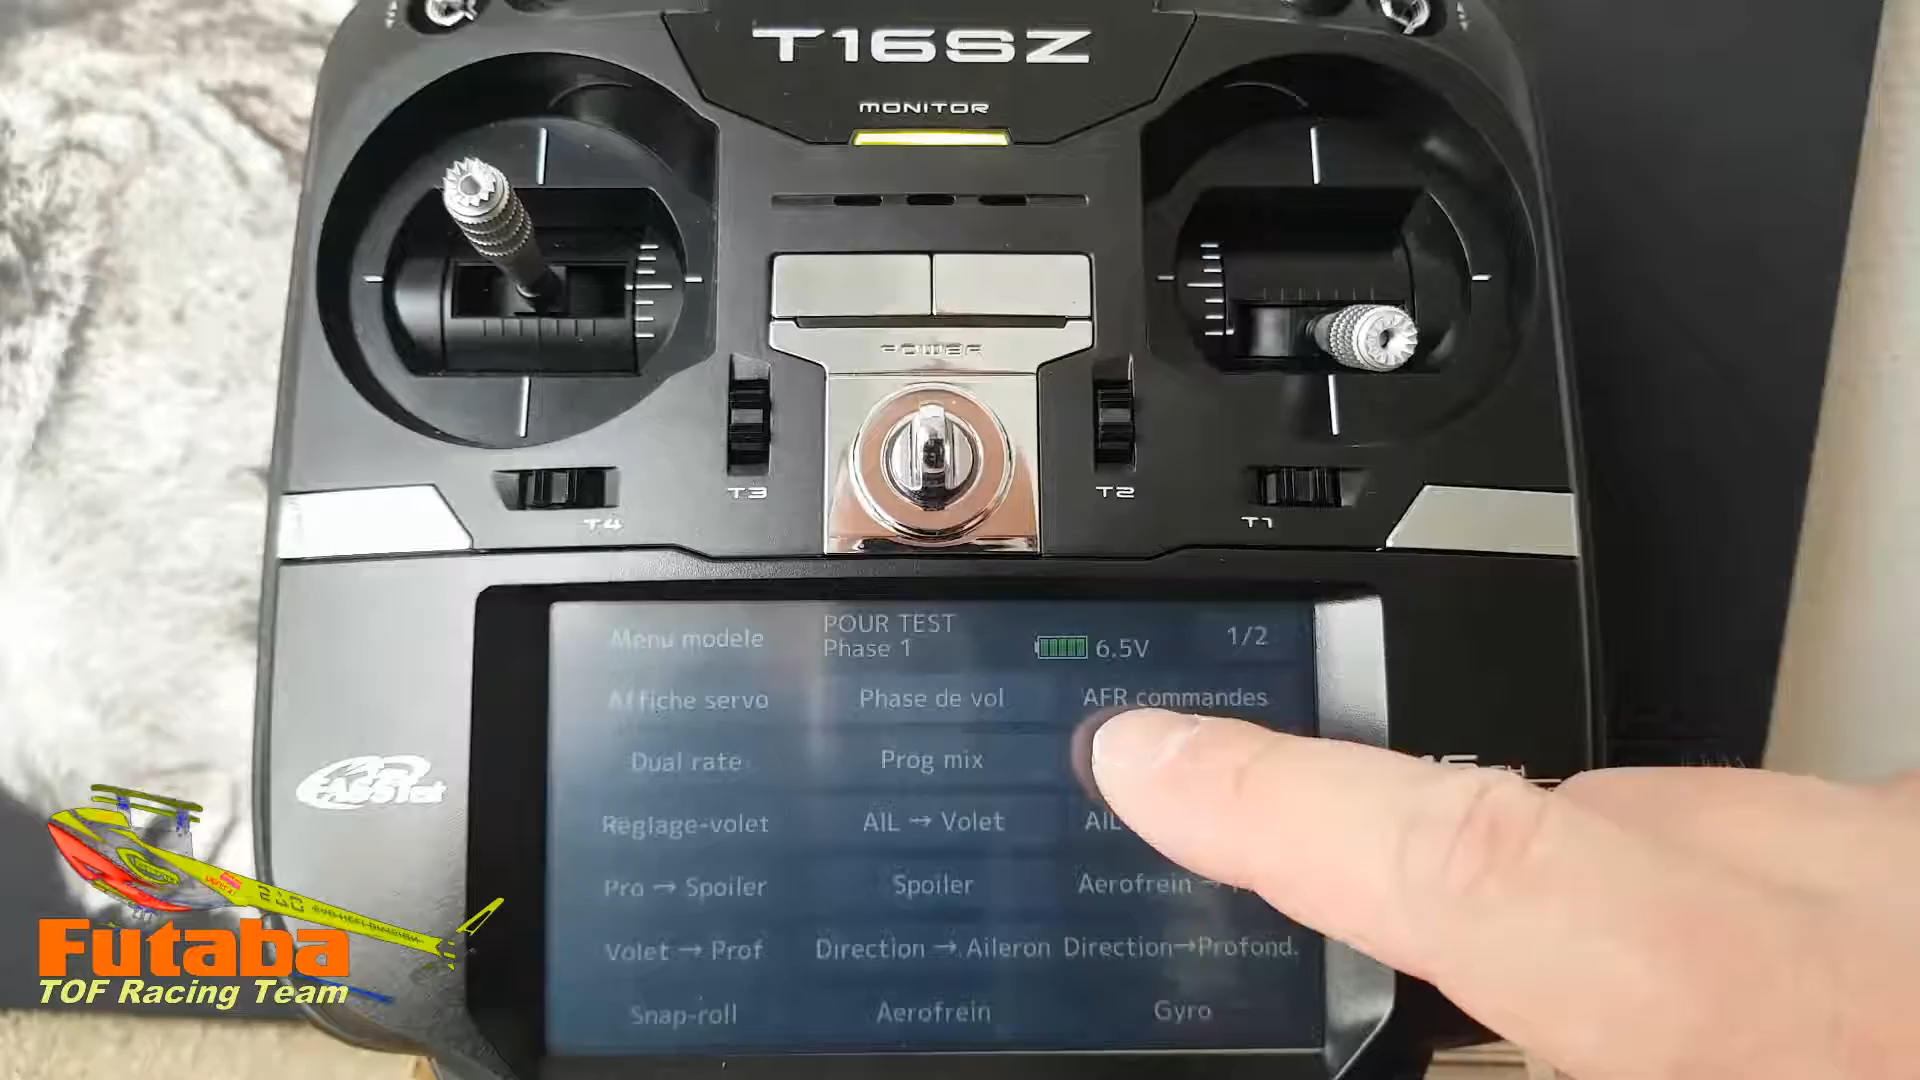 T16SZ
MONITOR
POWER
T3
T2
T4
T1
Menu modele
POUR TEST
Phase 1
6.5V
1/2
Affiche servo
Phase de vol
AFR commandes
Dual rate
Prog mix
Reglage-volet
AIL → Volet
AIL
Pro → Spoiler
Spoiler
Aerofrein →
Volet → Prof
Direction → Aileron
Direction→Profond.
Snap-roll
Aerofrein
Gyro
FASSTest
Futaba
TOF Racing Team